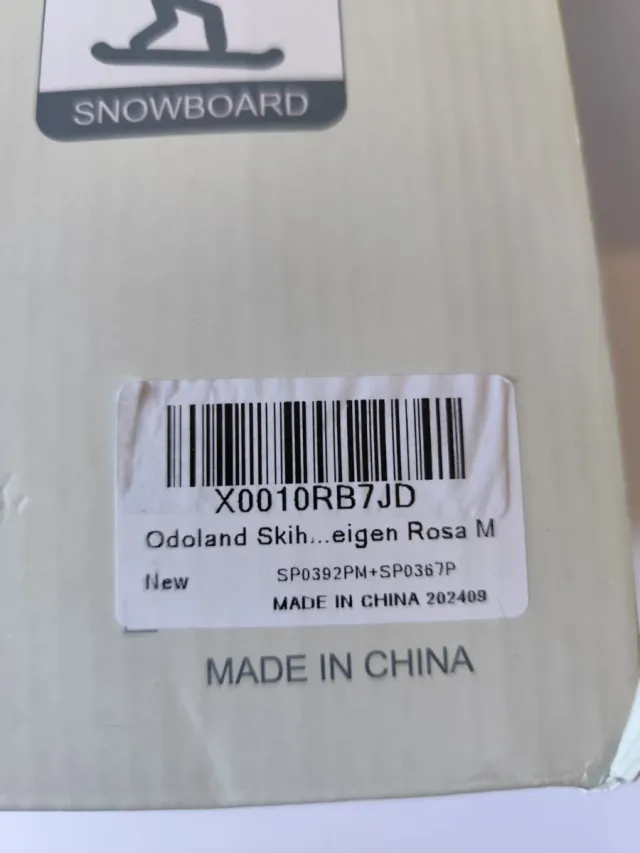 SNOWBOARD
X0010RB7JD
Odoland Skih...eigen Rosa M
New
SP0392PM+SP0367P
MADE IN CHINA 202409
MADE IN CHINA